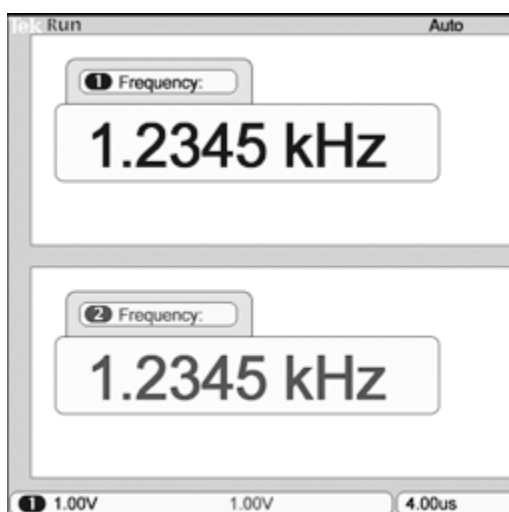 Tek Run Auto
1 Frequency:
1.2345 kHz
2 Frequency:
1.2345 kHz
1 1.00V 1.00V 4.00us